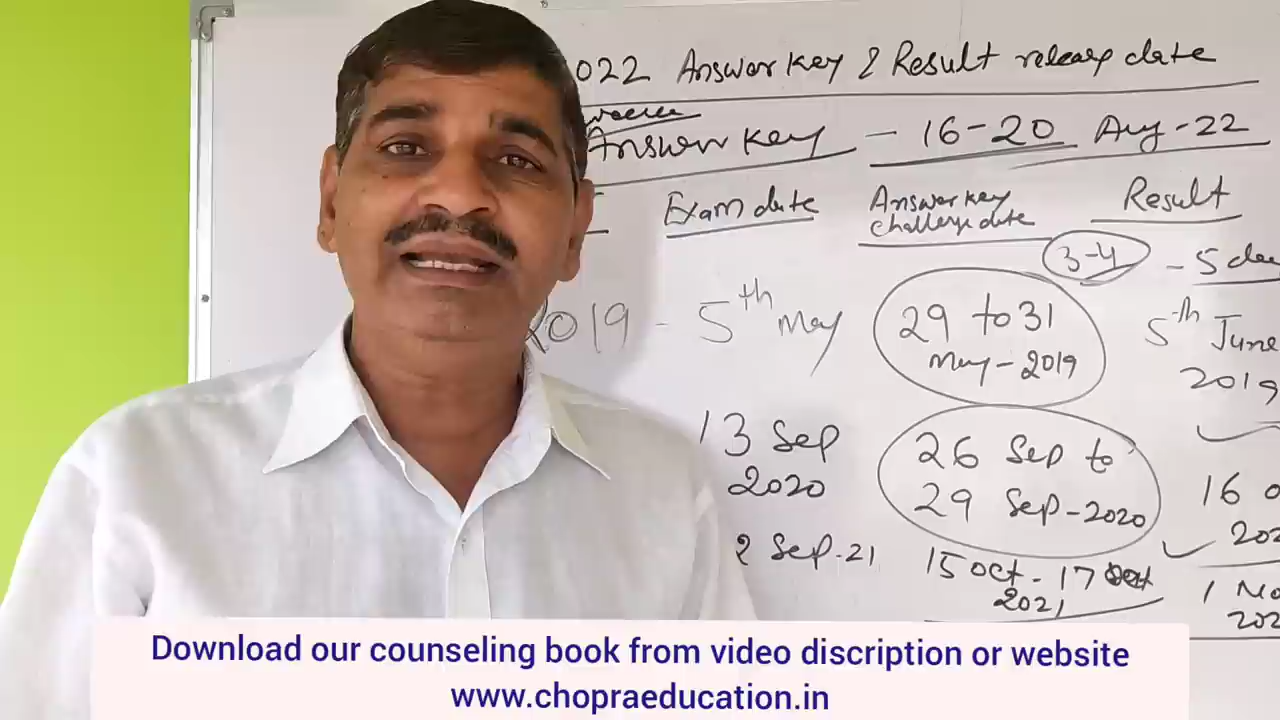 022 Answer key & Result release date
Answer key - 16-20 Aug-22
Exam date Answer key challenge date Result
3-4 - 5 da
2019 - 5th May 29 to 31 May-2019 5th June 2019
13 Sep 2020 26 Sep to 29 Sep-2020 16 o 202
2 Sep-21 15 Oct - 17 Oct 2021 1 No 202
Download our counseling book from video discription or website
www.chopraeducation.in